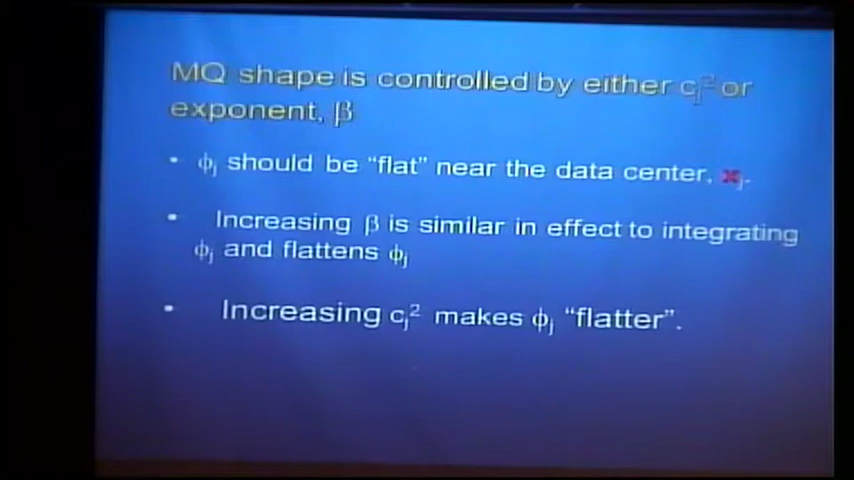 MQ shape is controlled by either cⱼ² or
exponent, β
• ϕⱼ should be “flat” near the data center, xⱼ.
• Increasing β is similar in effect to integrating
ϕⱼ and flattens ϕⱼ
• Increasing cⱼ² makes ϕⱼ “flatter”.